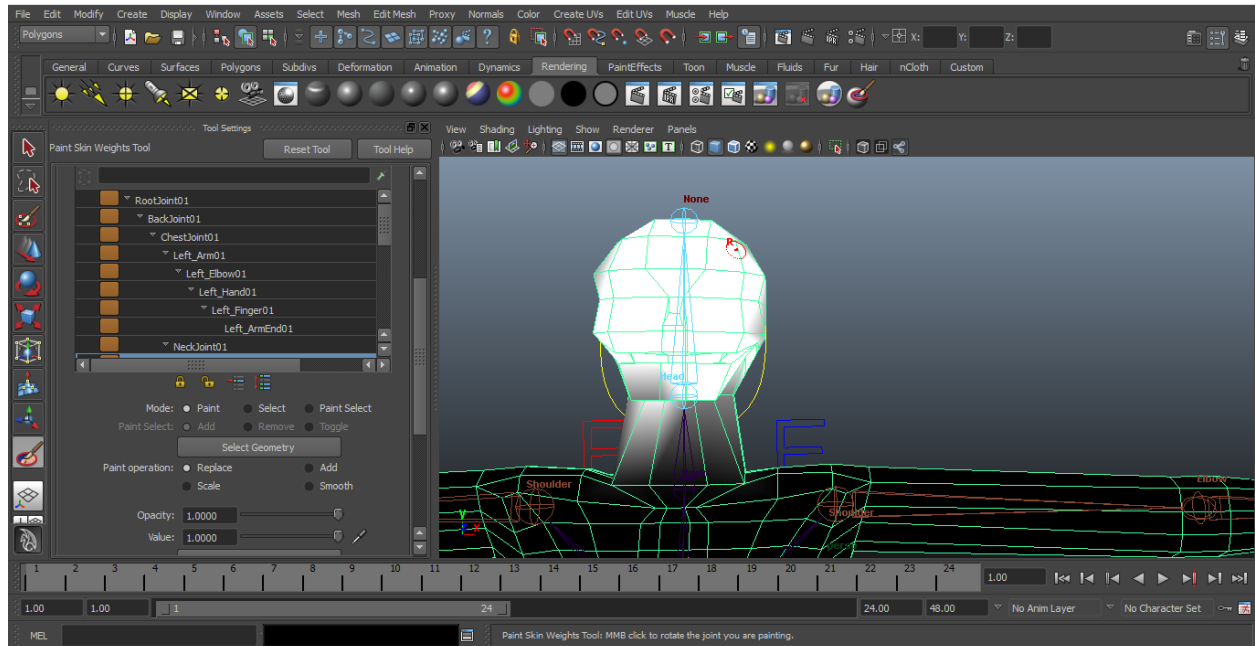 File Edit Modify Create Display Window Assets Select Mesh Edit Mesh Proxy Normals Color Create UVs Edit UVs Muscle Help
Polygons X: Y: Z:
General Curves Surfaces Polygons Subdivs Deformation Animation Dynamics Rendering PaintEffects Toon Muscle Fluids Fur Hair nCloth Custom
Tool Settings
View Shading Lighting Show Renderer Panels
Paint Skin Weights Tool Reset Tool Tool Help
RootJoint01
BackJoint01
ChestJoint01
Left_Arm01
Left_Elbow01
Left_Hand01
Left_Finger01
Left_ArmEnd01
NeckJoint01
Mode: Paint Select Paint Select
Paint Select: Add Remove Toggle
Select Geometry
Paint operation: Replace Add
Scale Smooth
Opacity: 1.0000
Value: 1.0000
None
R
Head
Shoulder
Shoulder
Elbow
y
x
persp
1 2 3 4 5 6 7 8 9 10 11 12 13 14 15 16 17 18 19 20 21 22 23 24 1.00
1.00 1.00 1 24 24.00 48.00 No Anim Layer No Character Set
MEL Paint Skin Weights Tool: MMB click to rotate the joint you are painting.